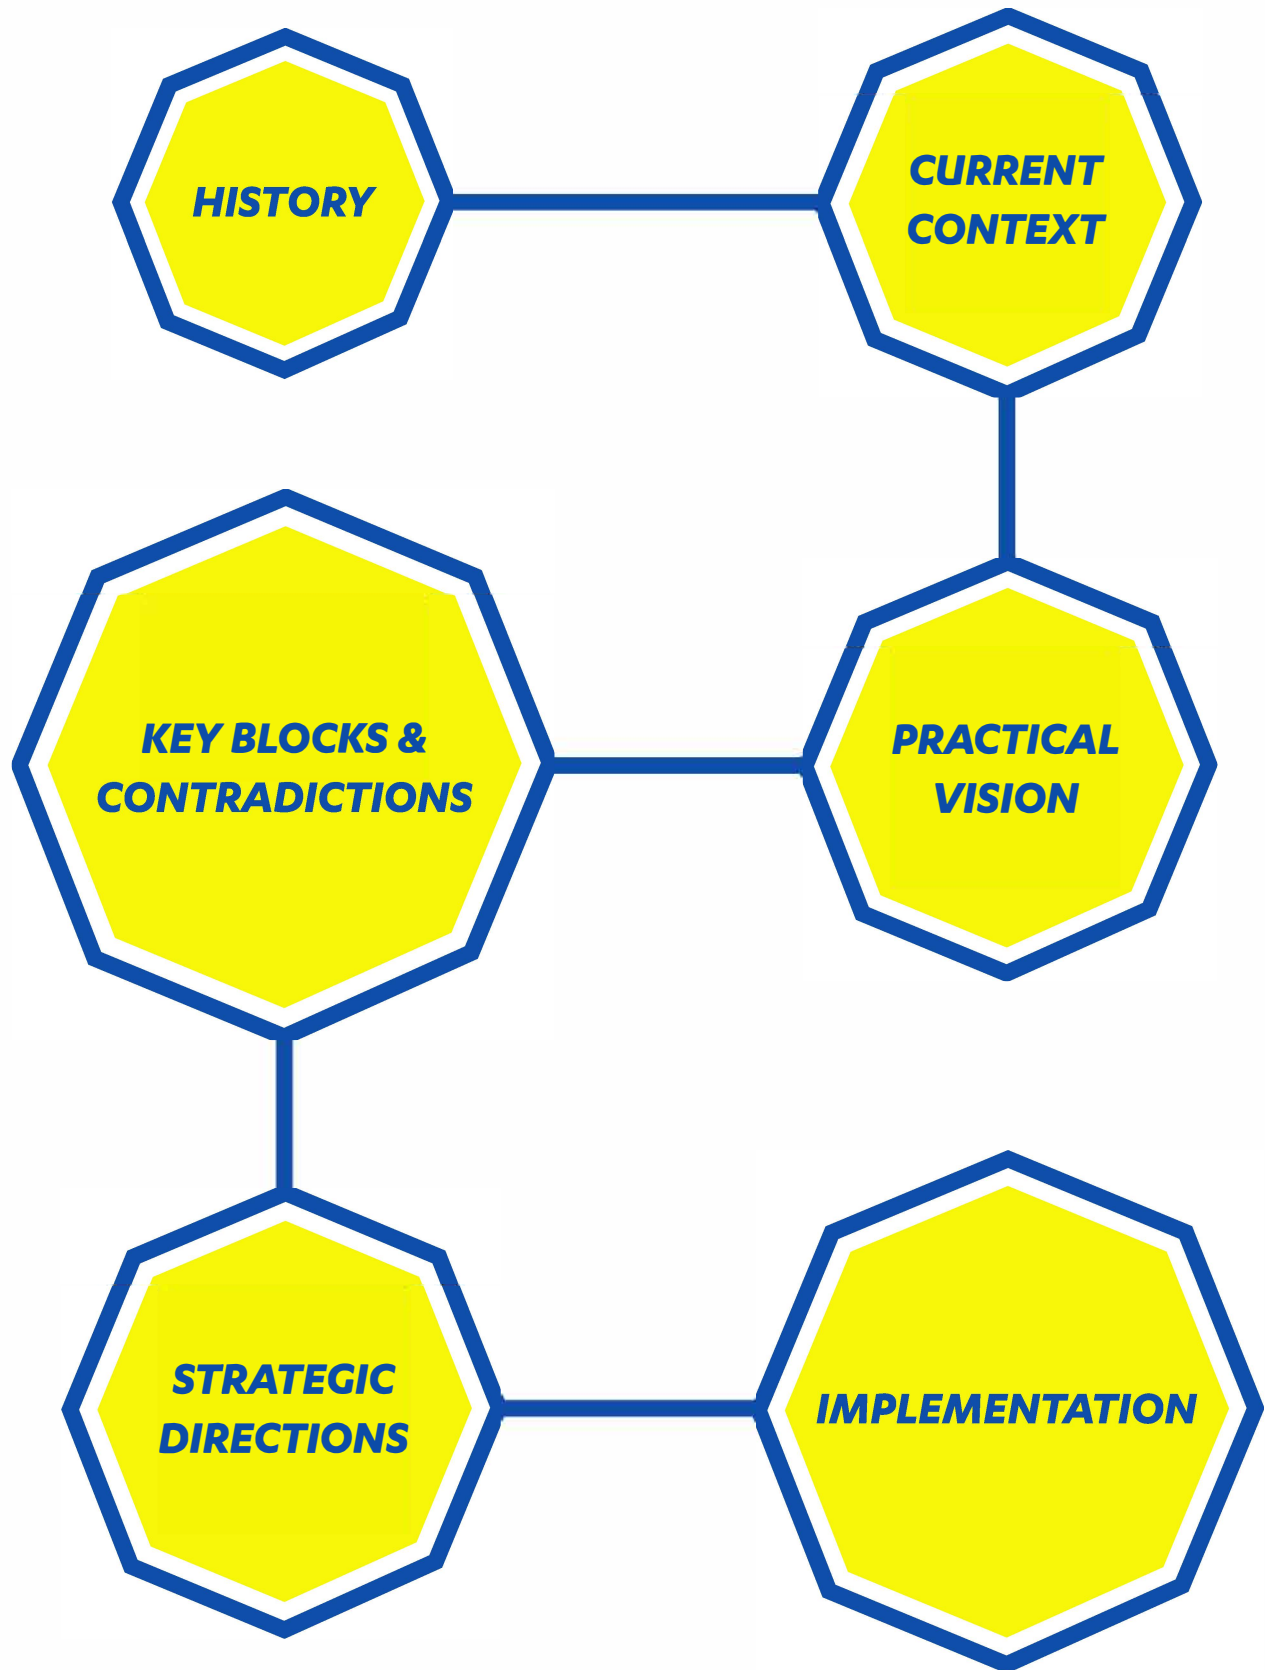 HISTORY
CURRENT
CONTEXT
KEY BLOCKS &
CONTRADICTIONS
PRACTICAL
VISION
STRATEGIC
DIRECTIONS
IMPLEMENTATION